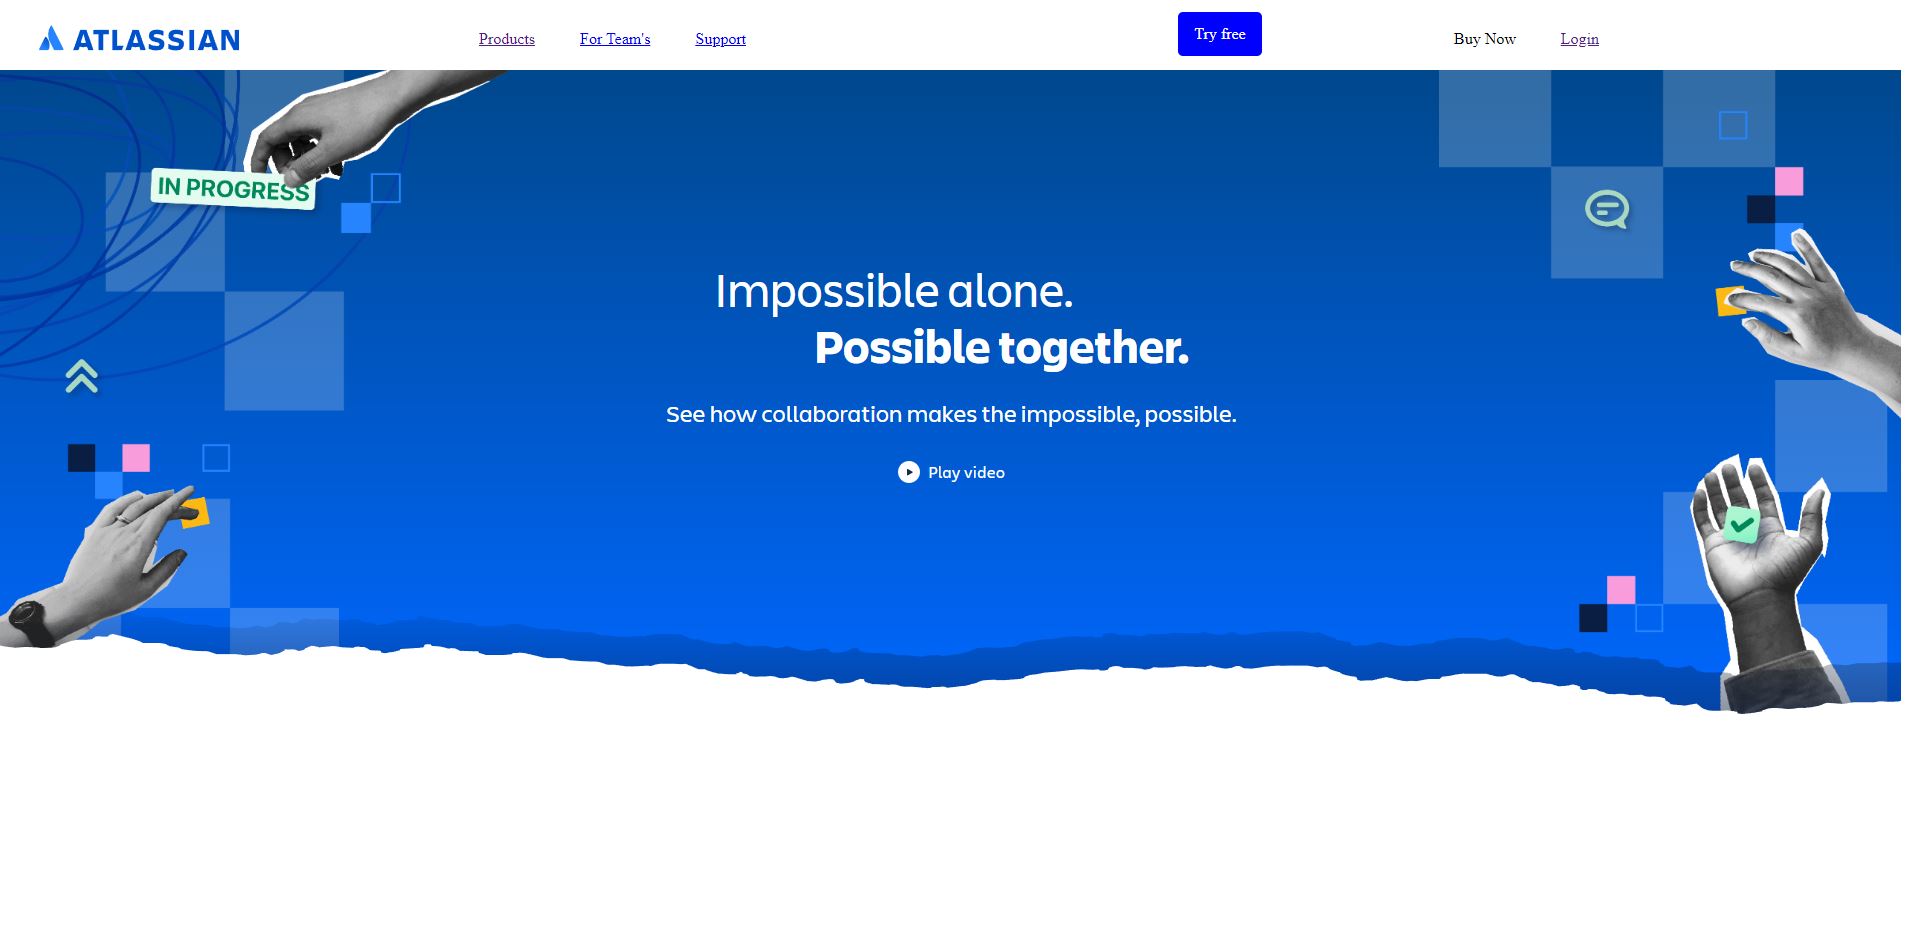 ATLASSIAN
Products For Team's Support Try free Buy Now Login
IN PROGRESS
Impossible alone.
Possible together.
See how collaboration makes the impossible, possible.
Play video